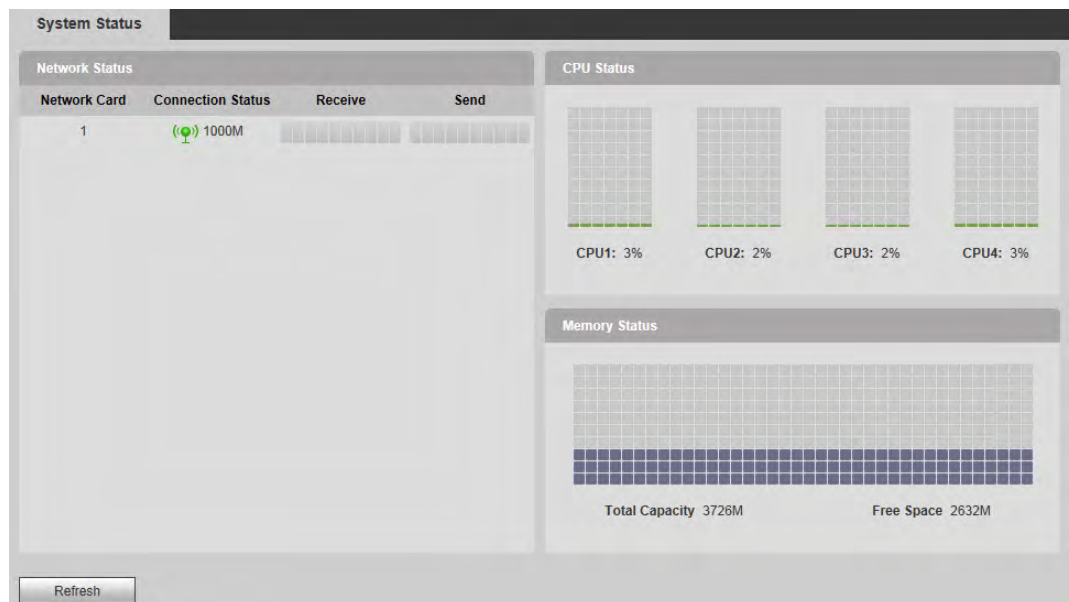 System Status
Network Status
Network Card Connection Status Receive Send
1 1000M
CPU Status
CPU1: 3% CPU2: 2% CPU3: 2% CPU4: 3%
Memory Status
Total Capacity 3726M Free Space 2632M
Refresh